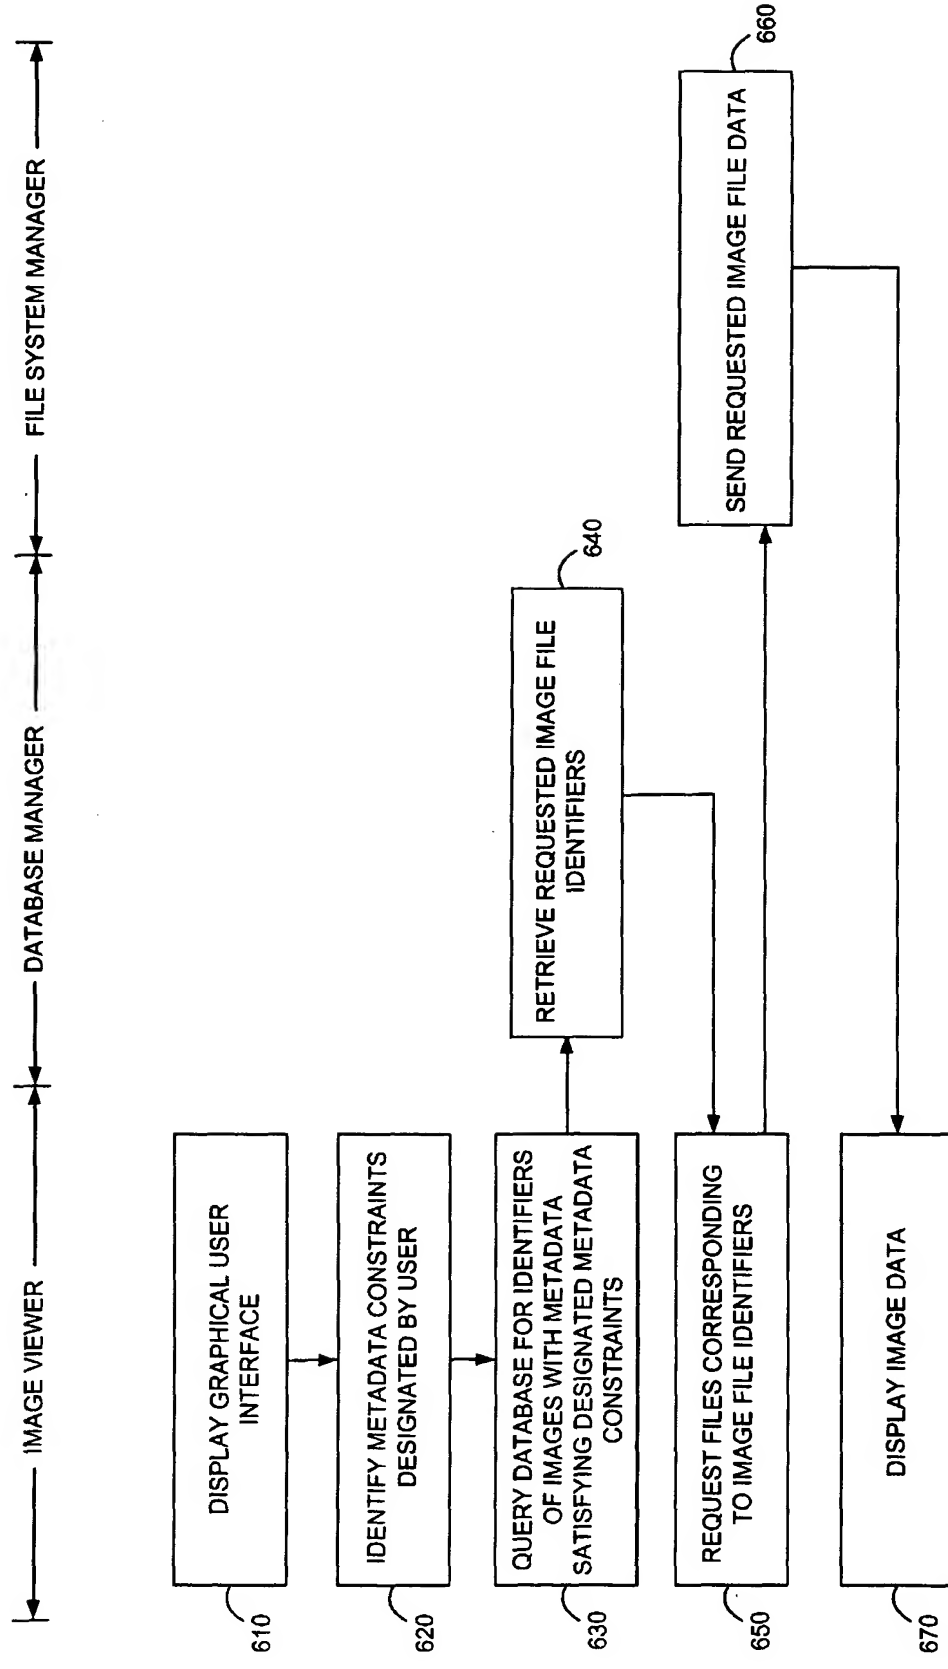 IMAGE VIEWER
DATABASE MANAGER
FILE SYSTEM MANAGER
DISPLAY GRAPHICAL USER
INTERFACE
610
IDENTIFY METADATA CONSTRAINTS
DESIGNATED BY USER
620
QUERY DATABASE FOR IDENTIFIERS
OF IMAGES WITH METADATA
SATISFYING DESIGNATED METADATA
CONSTRAINTS
630
RETRIEVE REQUESTED IMAGE FILE
IDENTIFIERS
640
REQUEST FILES CORRESPONDING
TO IMAGE FILE IDENTIFIERS
650
SEND REQUESTED IMAGE FILE DATA
660
DISPLAY IMAGE DATA
670